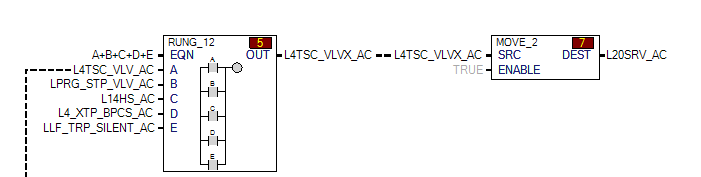 RUNG_12 5 MOVE_2 7
A+B+C+D+E EQN OUT L4TSC_VLVX_AC L4TSC_VLVX_AC SRC DEST L20SRV_AC
L4TSC_VLV_AC A A TRUE ENABLE
LPRG_STP_VLV_AC B B
L14HS_AC C C
L4_XTP_BPCS_AC D D
LLF_TRP_SILENT_AC E E